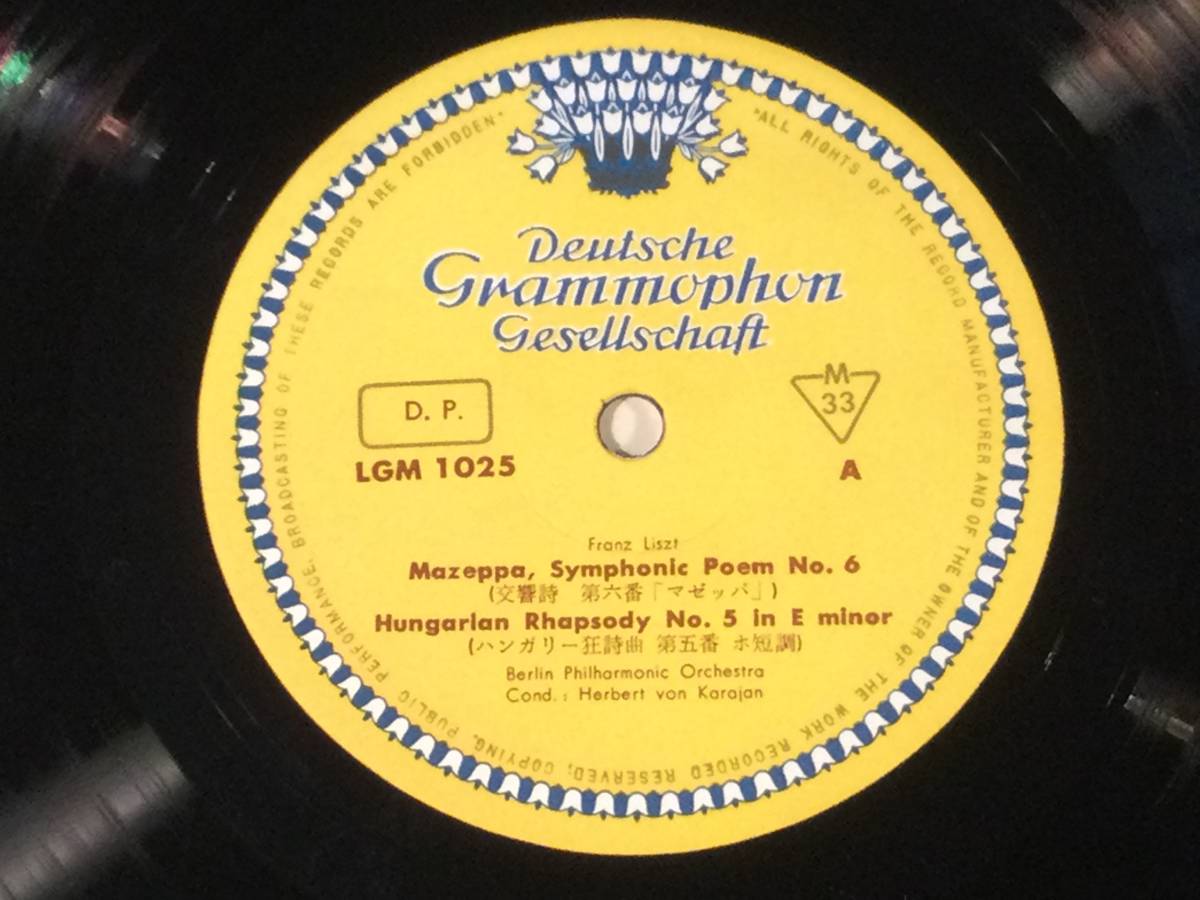 Deutsche
Grammophon
Gesellschaft
D. P.
M
33
LGM 1025
A
Franz Liszt
Mazeppa, Symphonic Poem No. 6
(交響詩　第六番「マゼッパ」)
Hungarian Rhapsody No. 5 in E minor
(ハンガリー狂詩曲 第五番 ホ短調)
Berlin Philharmonic Orchestra
Cond. : Herbert von Karajan
"ALL RIGHTS OF THE RECORD MANUFACTURER AND OF THE OWNER OF THE WORK RECORDED RESERVED; COPYING, PUBLIC PERFORMANCE, BROADCASTING OF THESE RECORDS ARE FORBIDDEN"